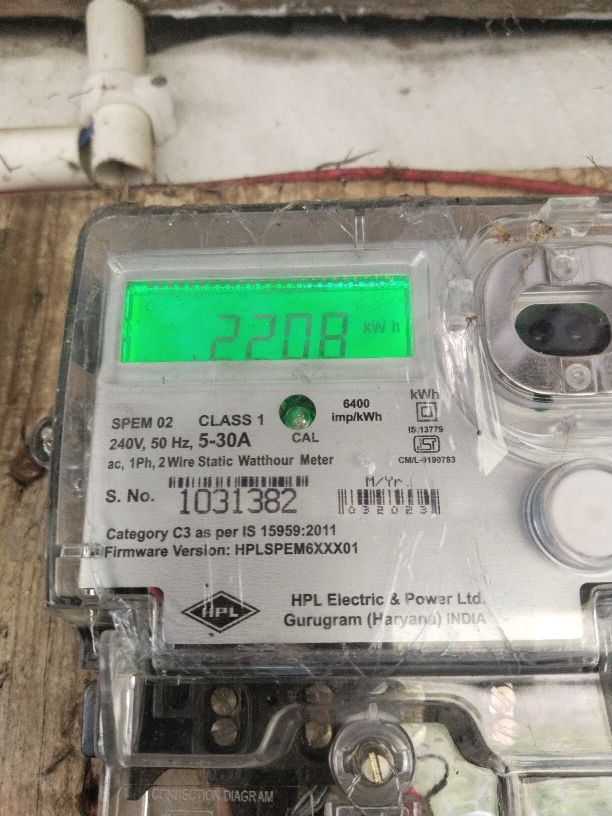 2208 kWh
SPEM 02 CLASS 1
240V, 50 Hz, 5-30A
ac, 1Ph, 2 Wire Static Watthour Meter
CAL
6400
imp/kWh
kWh
IS:13779
ISI
CM/L-9190783
S. No. 1031382
M/Yr.
032023
Category C3 as per IS 15959:2011
Firmware Version: HPLSPEM6XXX01
HPL
HPL Electric & Power Ltd.
Gurugram (Haryana) INDIA
CONNECTION DIAGRAM